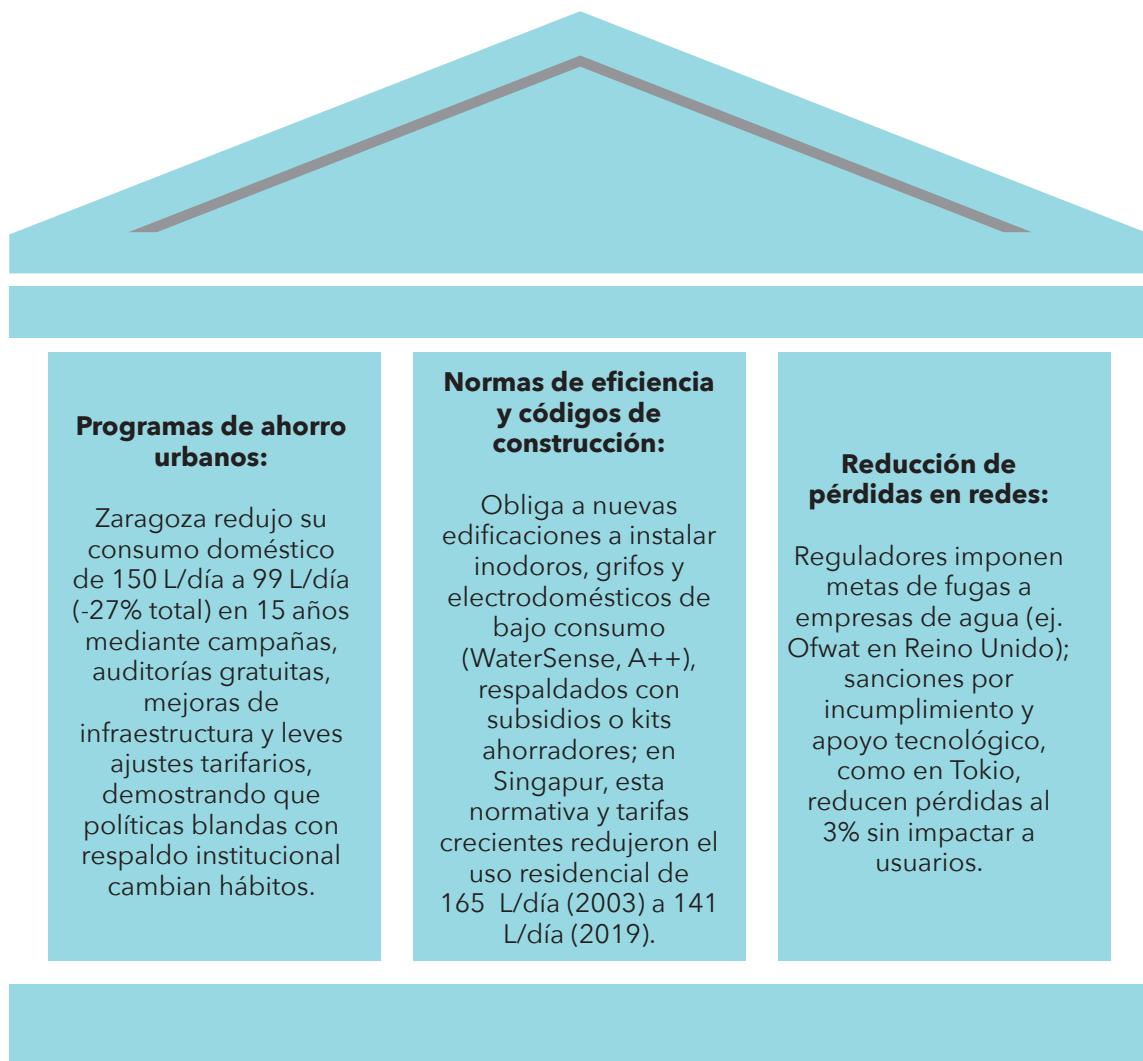 Programas de ahorro
urbanos:
Zaragoza redujo su
consumo doméstico
de 150 L/día a 99 L/día
(-27% total) en 15 años
mediante campañas,
auditorías gratuitas,
mejoras de
infraestructura y leves
ajustes tarifarios,
demostrando que
políticas blandas con
respaldo institucional
cambian hábitos.
Normas de eficiencia
y códigos de
construcción:
Obliga a nuevas
edificaciones a instalar
inodoros, grifos y
electrodomésticos de
bajo consumo
(WaterSense, A++),
respaldados con
subsidios o kits
ahorradores; en
Singapur, esta
normativa y tarifas
crecientes redujeron el
uso residencial de
165 L/día (2003) a 141
L/día (2019).
Reducción de
pérdidas en redes:
Reguladores imponen
metas de fugas a
empresas de agua (ej.
Ofwat en Reino Unido);
sanciones por
incumplimiento y
apoyo tecnológico,
como en Tokio,
reducen pérdidas al
3% sin impactar a
usuarios.